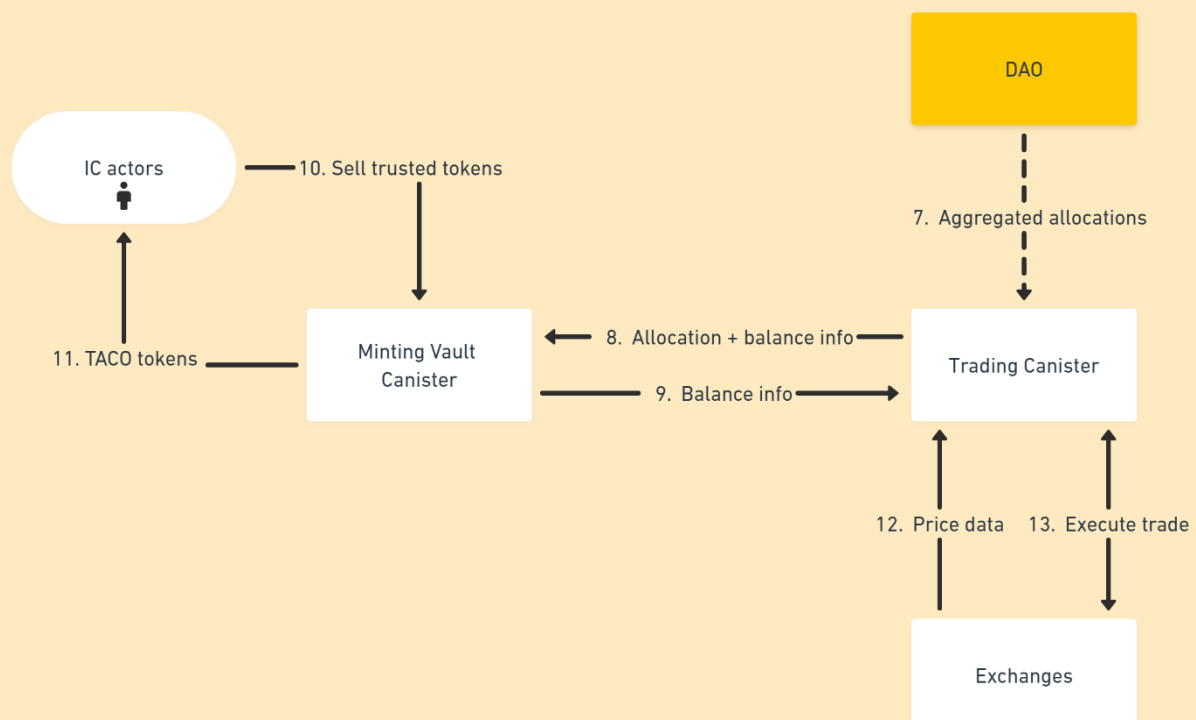 DAO
IC actors
10. Sell trusted tokens
7. Aggregated allocations
8. Allocation + balance info
Minting Vault
Canister
11. TACO tokens
Trading Canister
9. Balance info
12. Price data
13. Execute trade
Exchanges